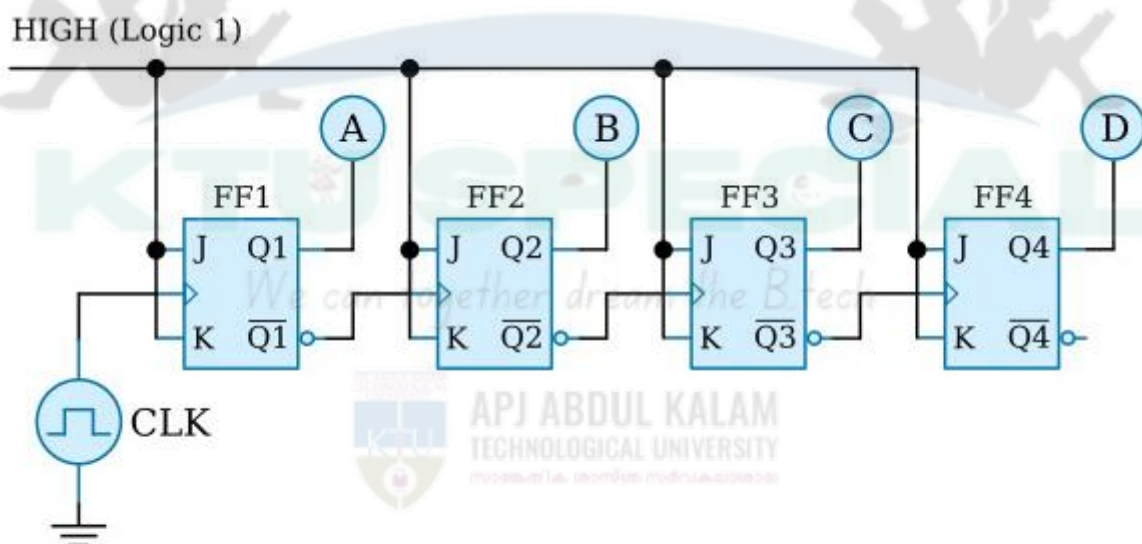 HIGH (Logic 1)
A B C D
KTU SPECIAL
FF1 FF2 FF3 FF4
J Q1 J Q2 J Q3 J Q4
We can together dream the B.tech
K Q1 K Q2 K Q3 K Q4
CLK
APJ ABDUL KALAM
KTU
TECHNOLOGICAL UNIVERSITY